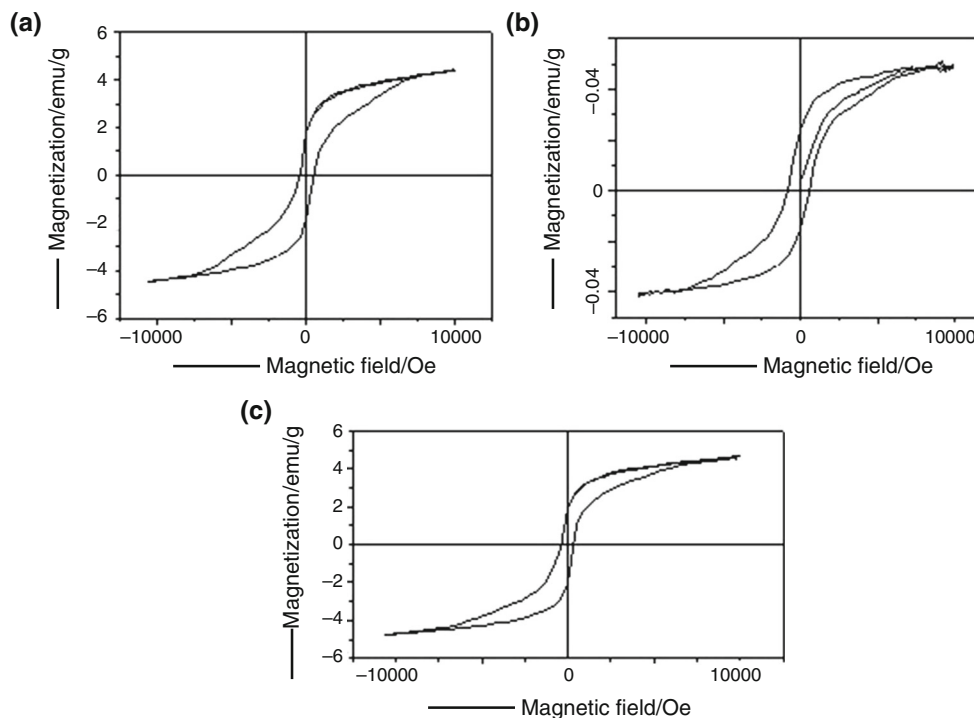 (a)
Magnetization/emu/g
6
4
2
0
−2
−4
−6
−10000 0 10000
Magnetic field/Oe
(b)
Magnetization/emu/g
−0.04
0
−0.04
−10000 0 10000
Magnetic field/Oe
(c)
Magnetization/emu/g
6
4
2
0
−2
−4
−6
−10000 0 10000
Magnetic field/Oe